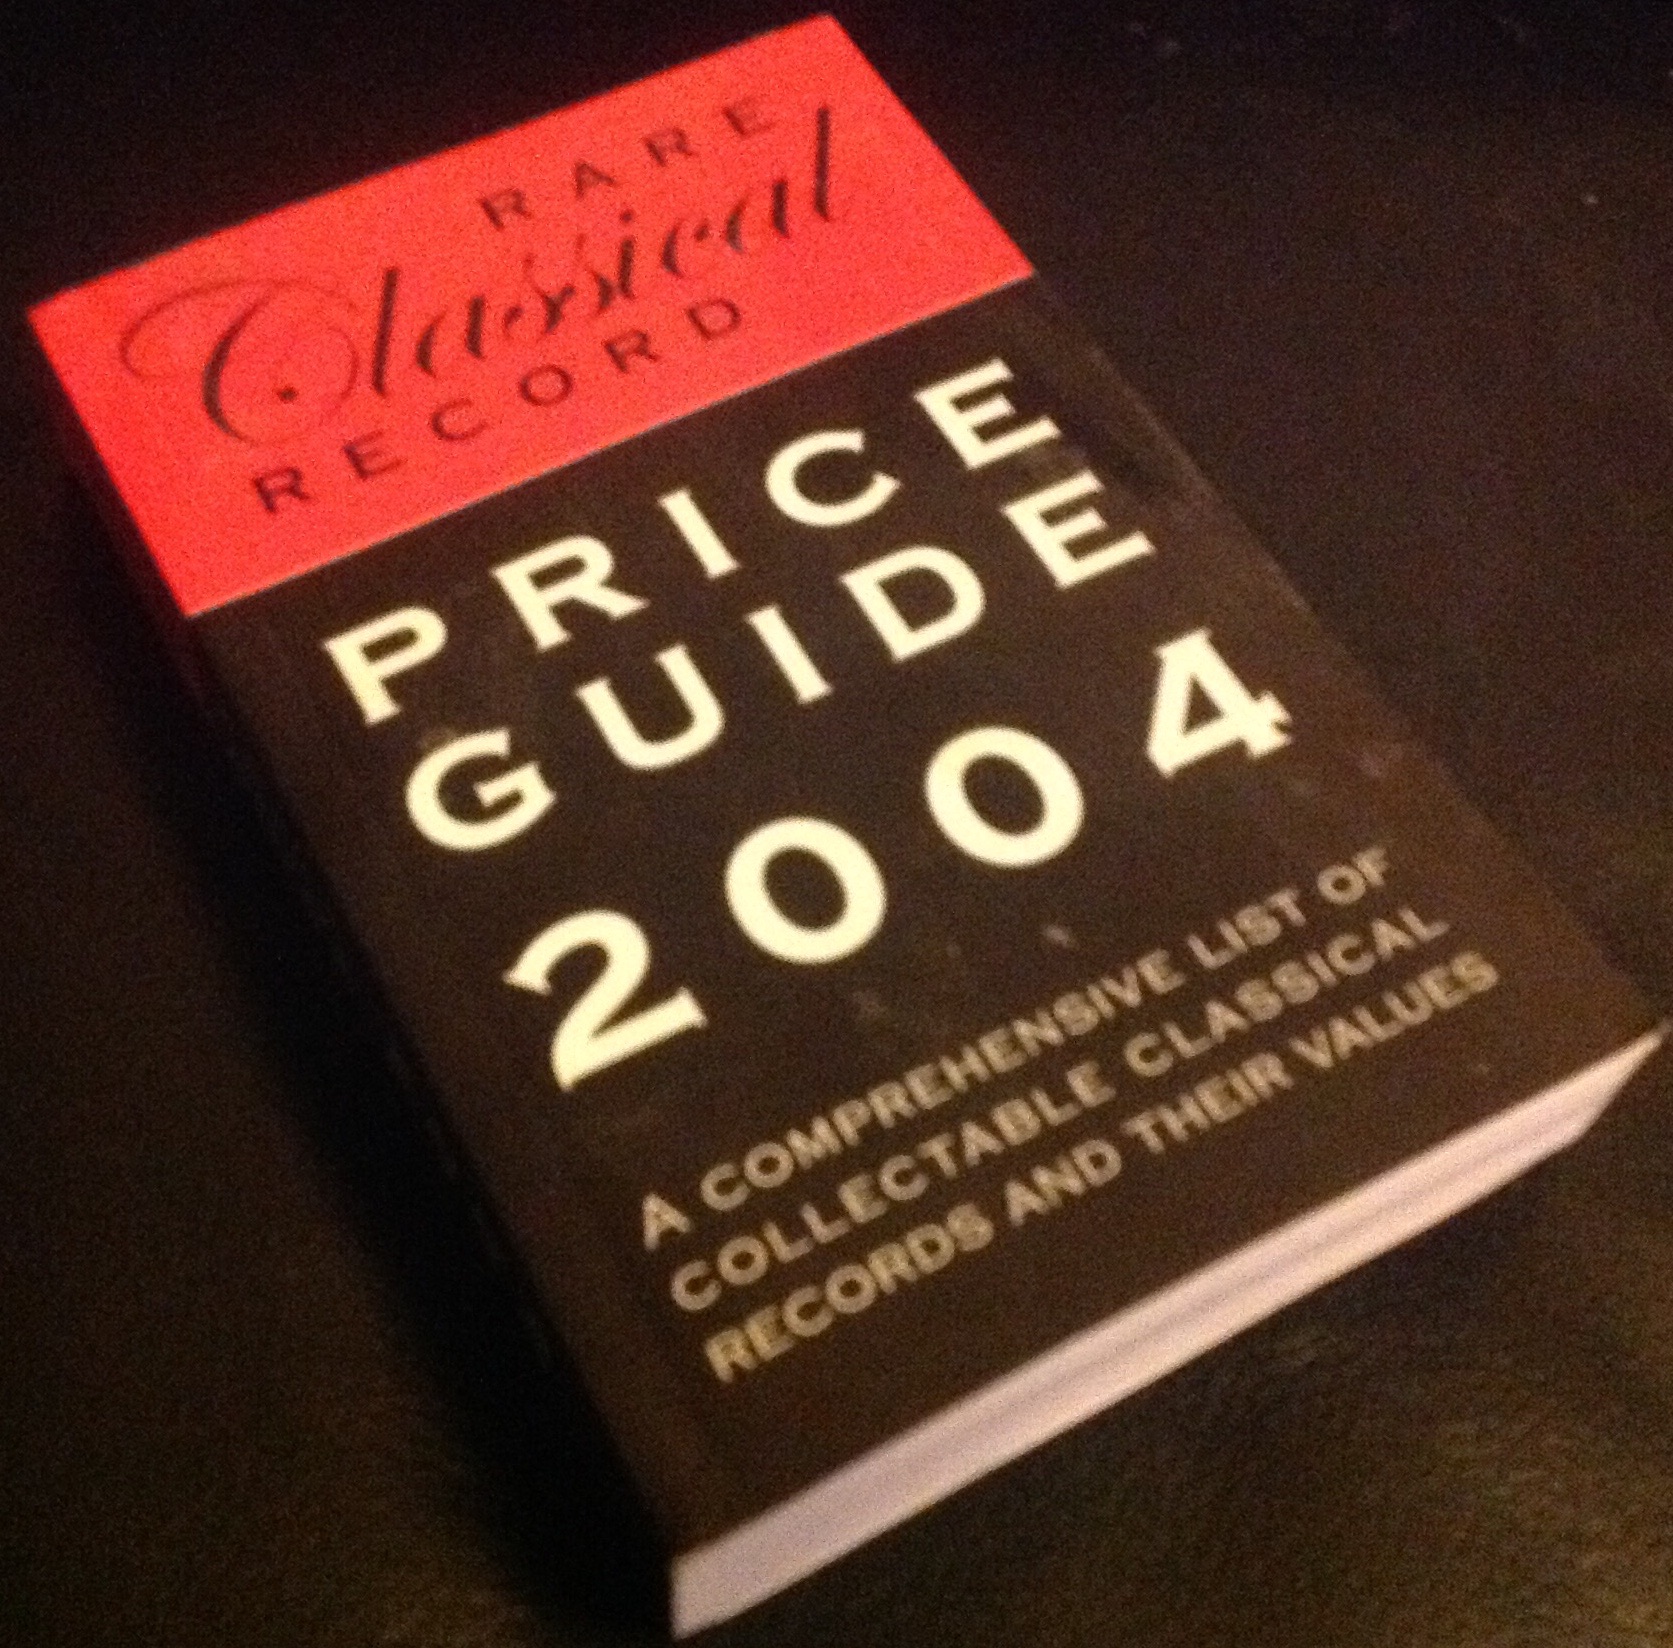 RARE
Classical
RECORD
PRICE
GUIDE
2004
A COMPREHENSIVE LIST OF
COLLECTABLE CLASSICAL
RECORDS AND THEIR VALUES